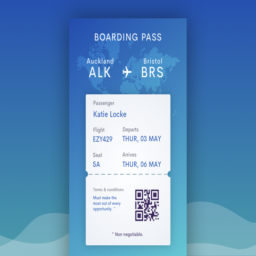 BOARDING PASS
Auckland Bristol
ALK BRS
Passenger
Katie Locke
Flight Departs
EZY429 THUR, 03 MAY
Seat Arrives
5A THUR, 06 MAY
Terms & conditions
Must make the
most out of every
opportunity. *
* Non negotiable.